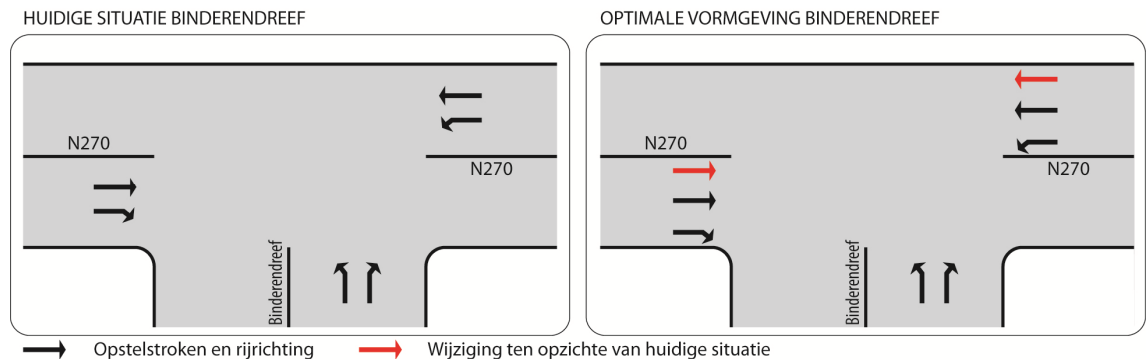 HUIDIGE SITUATIE BINDERENDREEF
OPTIMALE VORMGEVING BINDERENDREEF
N270
N270
Binderendreef
N270
N270
Binderendreef
Opstelstroken en rijrichting
Wijziging ten opzichte van huidige situatie